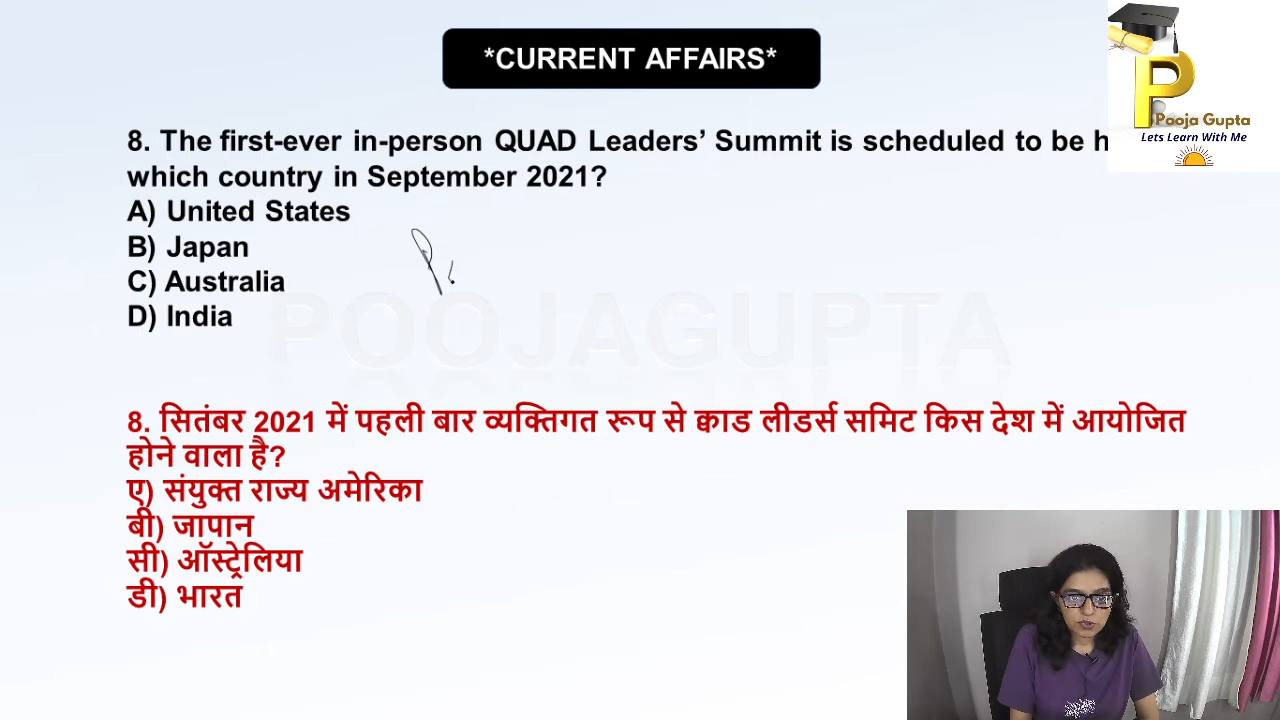 *CURRENT AFFAIRS*
P
Pooja Gupta
Lets Learn With Me
8. The first-ever in-person QUAD Leaders’ Summit is scheduled to be
which country in September 2021?
A) United States
B) Japan
C) Australia
D) India
POOJAGUPTA
8. सितंबर 2021 में पहली बार व्यक्तिगत रूप से क्वाड लीडर्स समिट किस देश में आयोजित
होने वाला है?
ए) संयुक्त राज्य अमेरिका
बी) जापान
सी) ऑस्ट्रेलिया
डी) भारत